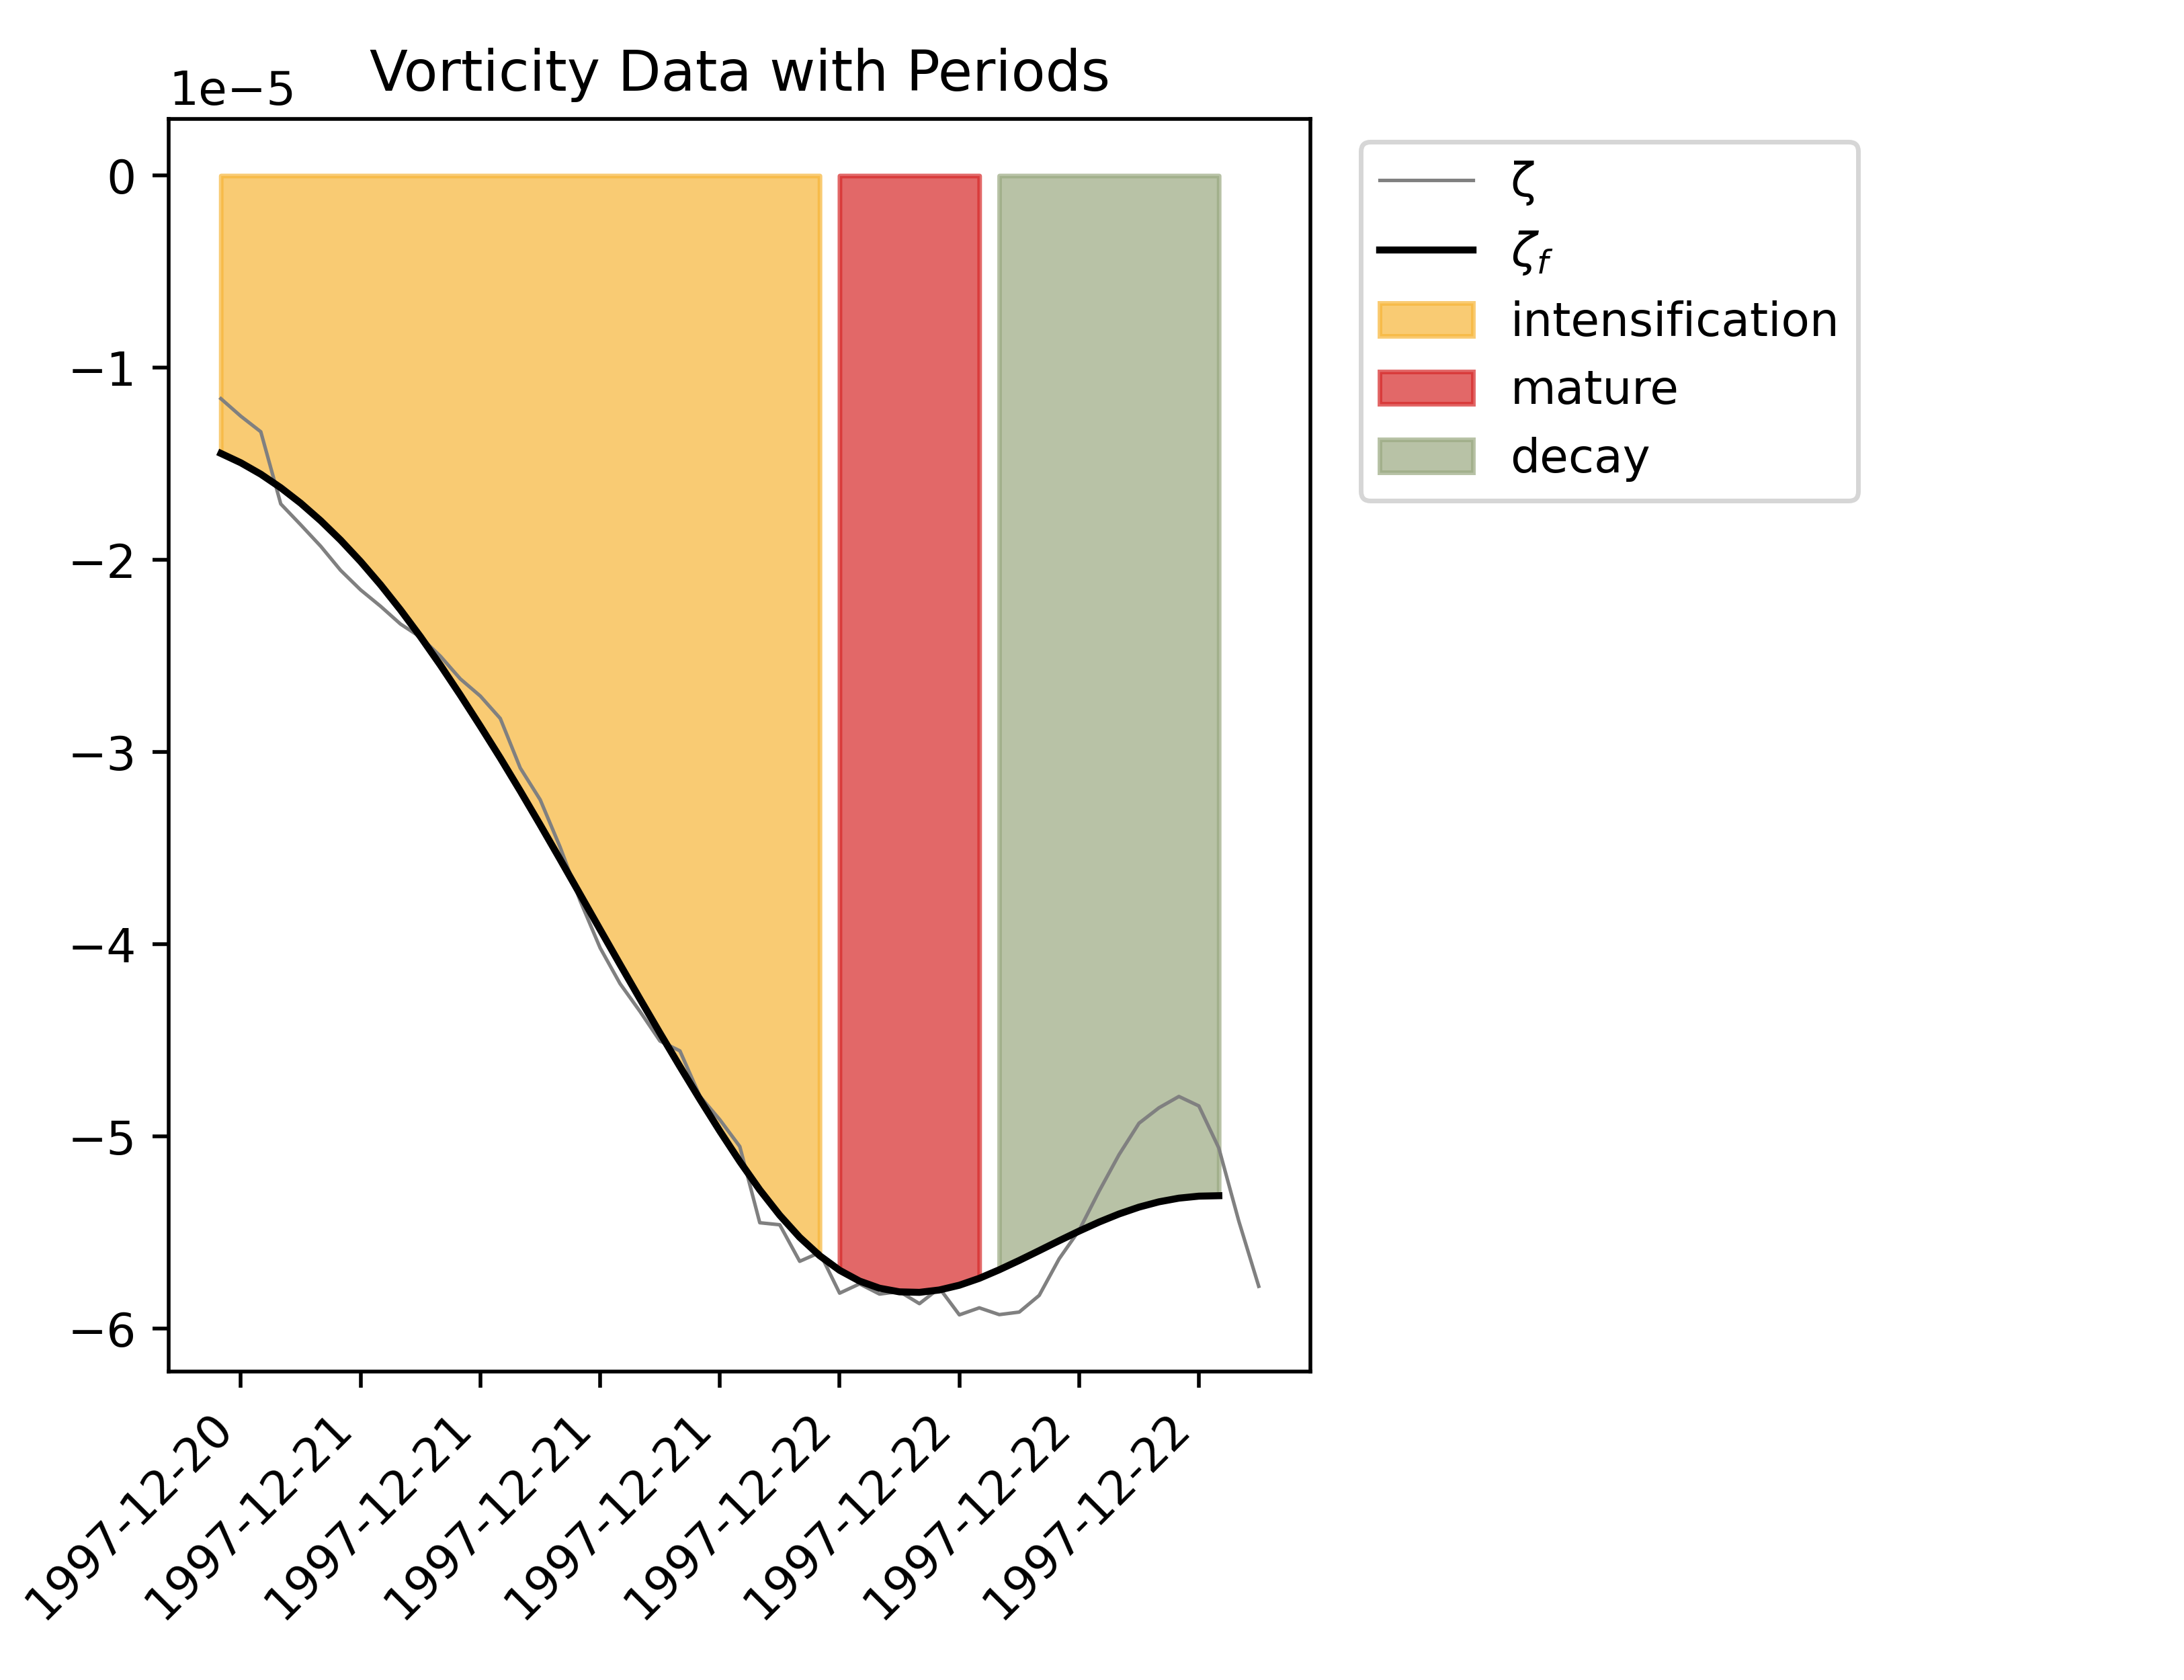 Vorticity Data with Periods
1e−5
0
−1
−2
−3
−4
−5
−6
1997-12-20
1997-12-21
1997-12-21
1997-12-21
1997-12-21
1997-12-22
1997-12-22
1997-12-22
1997-12-22
ζ
ζf
intensification
mature
decay